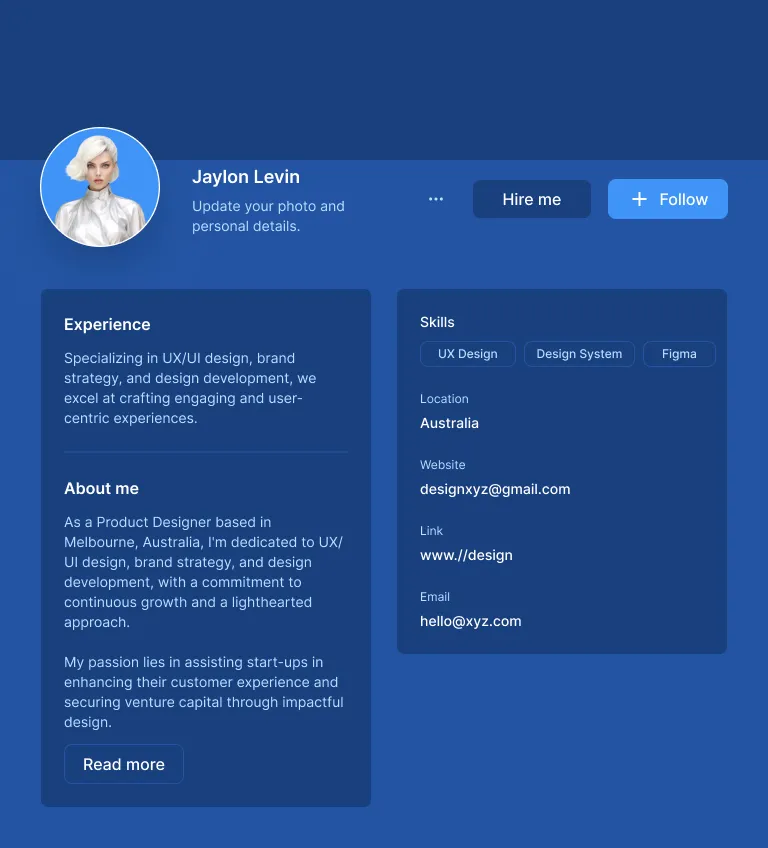 Jaylon Levin
Update your photo and
personal details.
Hire me
Follow
Experience
Specializing in UX/UI design, brand
strategy, and design development, we
excel at crafting engaging and user-
centric experiences.
About me
As a Product Designer based in
Melbourne, Australia, I'm dedicated to UX/
UI design, brand strategy, and design
development, with a commitment to
continuous growth and a lighthearted
approach.
My passion lies in assisting start-ups in
enhancing their customer experience and
securing venture capital through impactful
design.
Read more
Skills
UX Design
Design System
Figma
Location
Australia
Website
designxyz@gmail.com
Link
www.//design
Email
hello@xyz.com